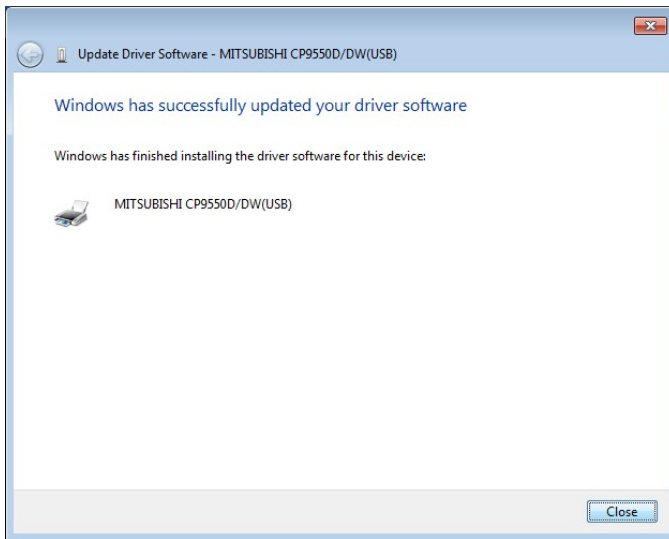 Update Driver Software - MITSUBISHI CP9550D/DW(USB)
Windows has successfully updated your driver software
Windows has finished installing the driver software for this device:
MITSUBISHI CP9550D/DW(USB)
Close